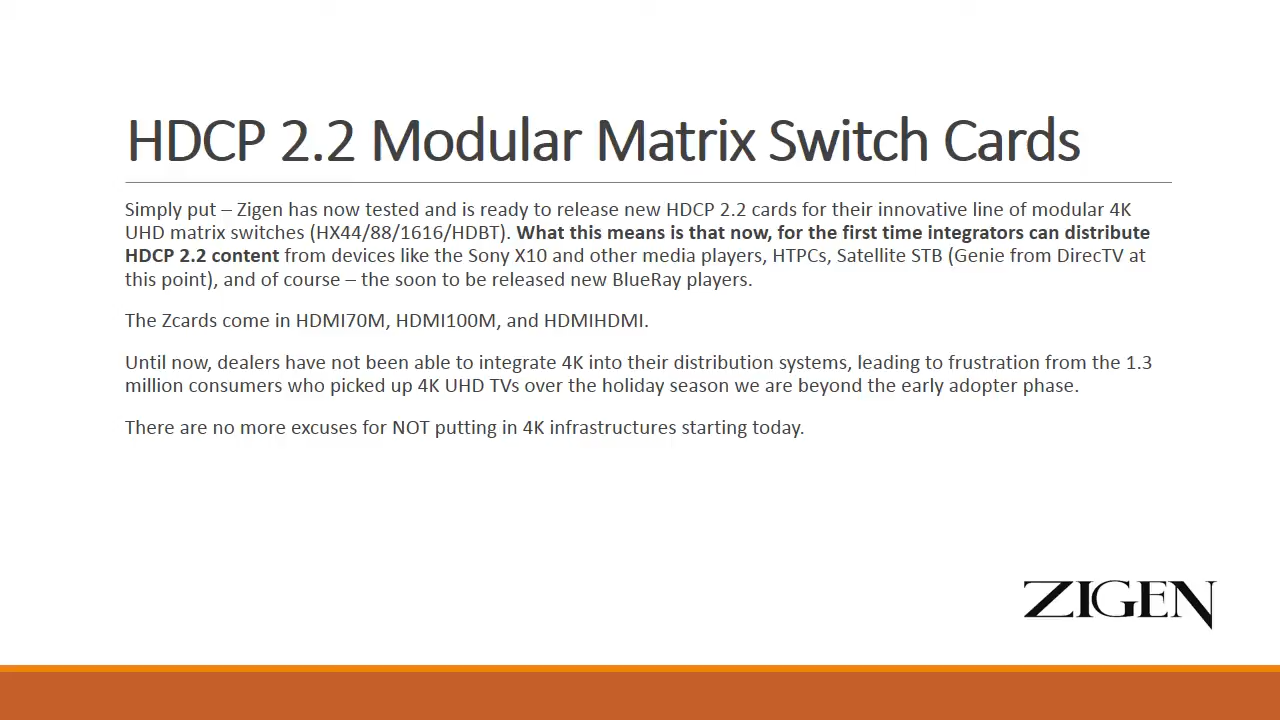 HDCP 2.2 Modular Matrix Switch Cards
Simply put – Zigen has now tested and is ready to release new HDCP 2.2 cards for their innovative line of modular 4K
UHD matrix switches (HX44/88/1616/HDBT). What this means is that now, for the first time integrators can distribute
HDCP 2.2 content from devices like the Sony X10 and other media players, HTPCs, Satellite STB (Genie from DirecTV at
this point), and of course – the soon to be released new BlueRay players.
The Zcards come in HDMI70M, HDMI100M, and HDMIHDMI.
Until now, dealers have not been able to integrate 4K into their distribution systems, leading to frustration from the 1.3
million consumers who picked up 4K UHD TVs over the holiday season we are beyond the early adopter phase.
There are no more excuses for NOT putting in 4K infrastructures starting today.
ZIGEN